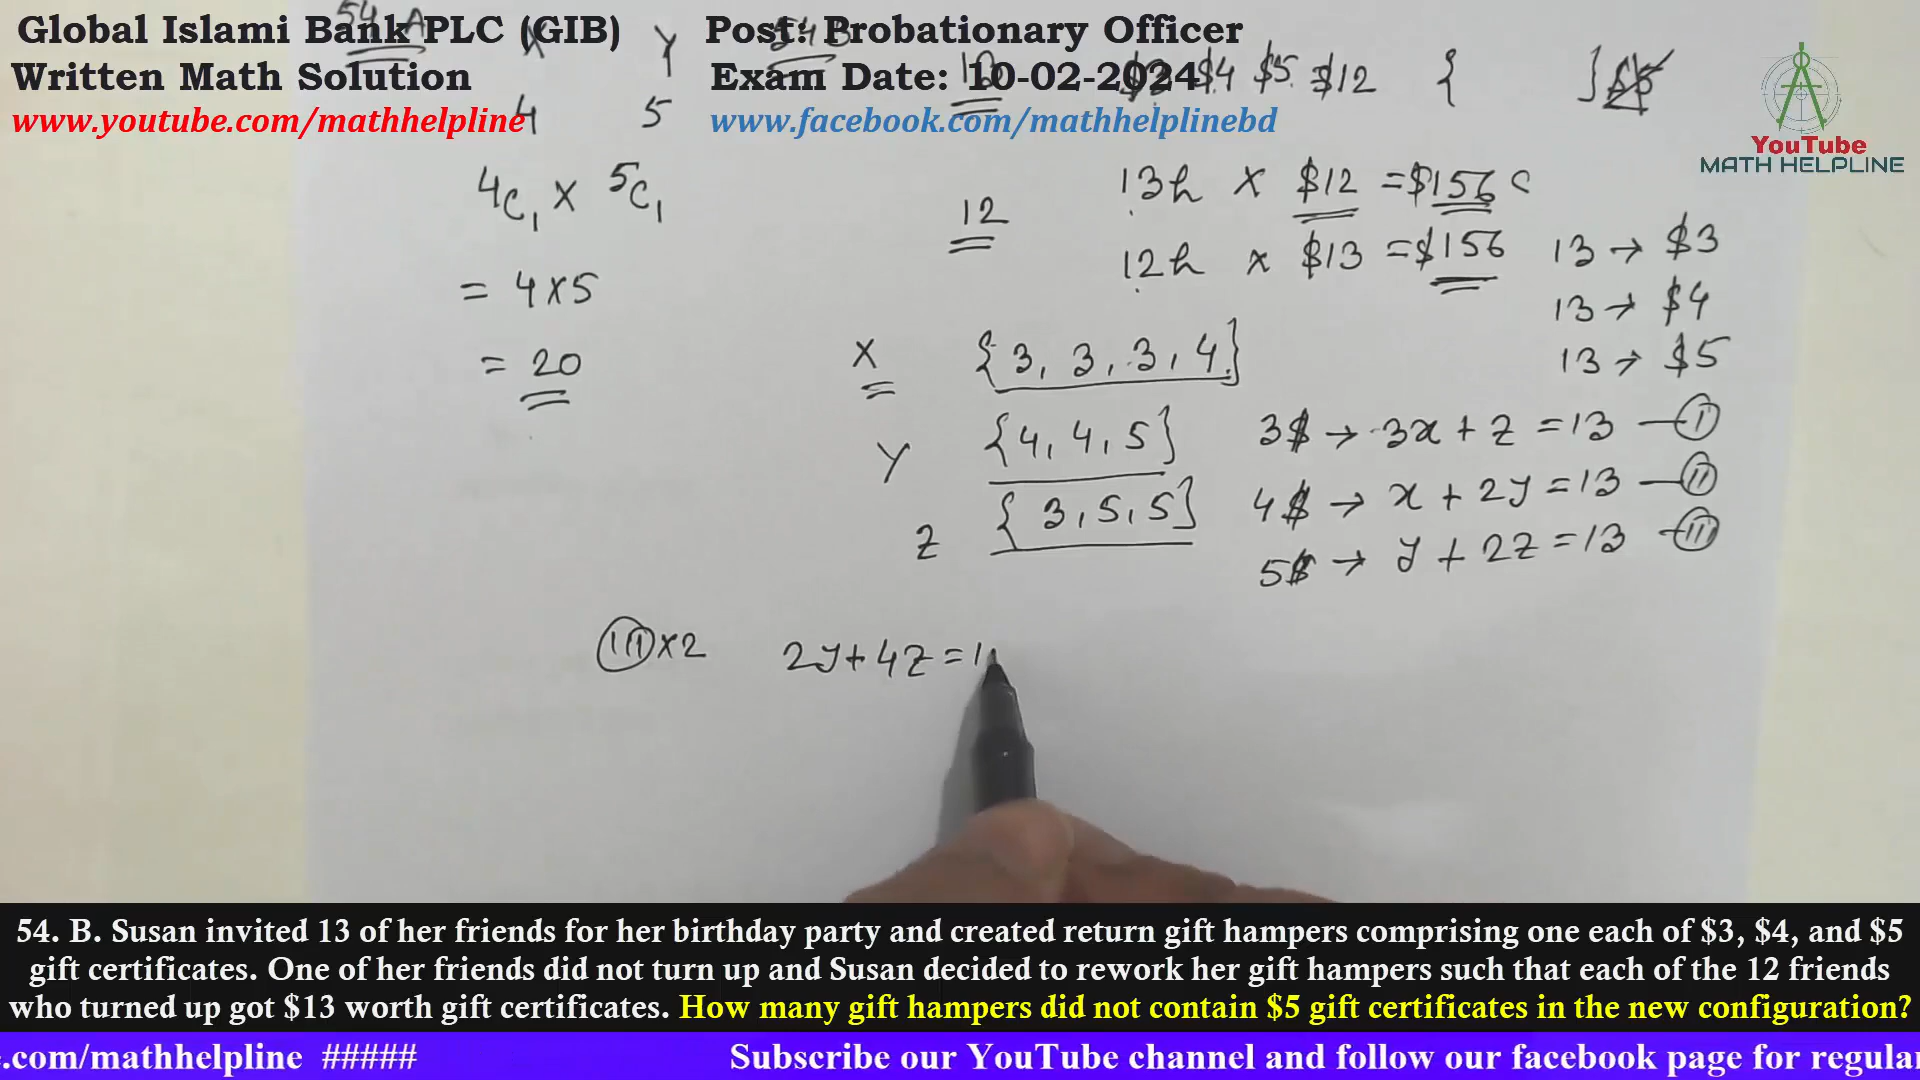 Global Islami Bank PLC (GIB) Post: Probationary Officer
Written Math Solution Exam Date: 10-02-2024
www.youtube.com/mathhelpline www.facebook.com/mathhelplinebd
YouTube
MATH HELPLINE
54 A
X Y
4 5
4C1 X 5C1
= 4x5
= 20
54 B
12 $4 $5 = $12 { }
12
13h x $12 = $156
12h x $13 = $156
13 → $3
13 → $4
13 → $5
X {3, 3, 3, 4}
Y {4, 4, 5}
Z {3, 5, 5}
3$ → 3x + z = 13 — I
4$ → x + 2y = 13 — II
5$ → y + 2z = 13 — III
III x2 2y + 4z = 
54. B. Susan invited 13 of her friends for her birthday party and created return gift hampers comprising one each of $3, $4, and $5
gift certificates. One of her friends did not turn up and Susan decided to rework her gift hampers such that each of the 12 friends
who turned up got $13 worth gift certificates. How many gift hampers did not contain $5 gift certificates in the new configuration?
e.com/mathhelpline ##### Subscribe our YouTube channel and follow our facebook page for regular